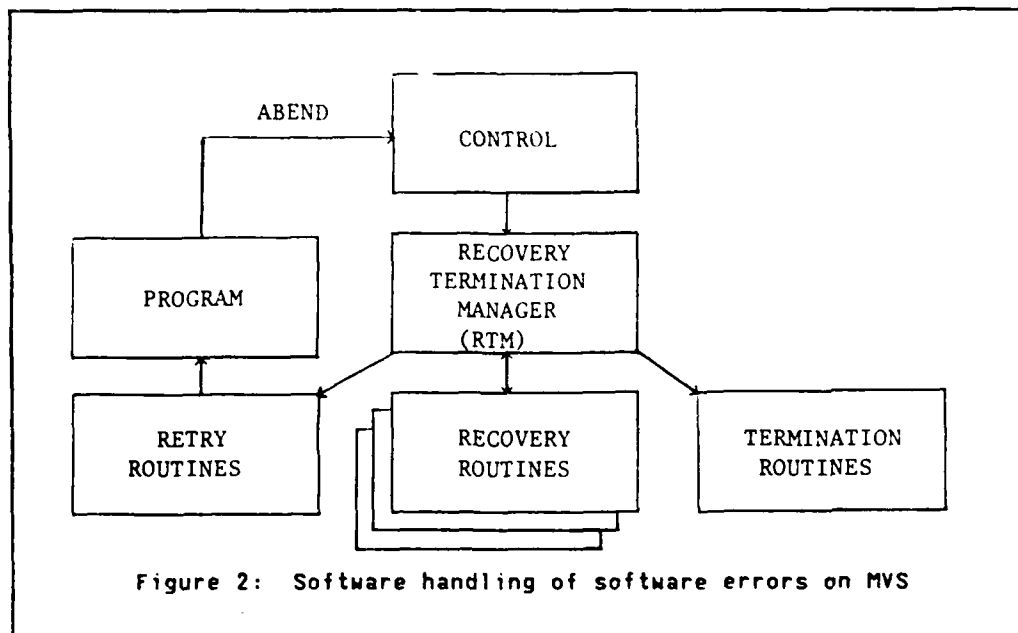 ABEND
CONTROL
PROGRAM
RECOVERY
TERMINATION
MANAGER
(RTM)
RETRY
ROUTINES
RECOVERY
ROUTINES
TERMINATION
ROUTINES
Figure 2: Software handling of software errors on MVS